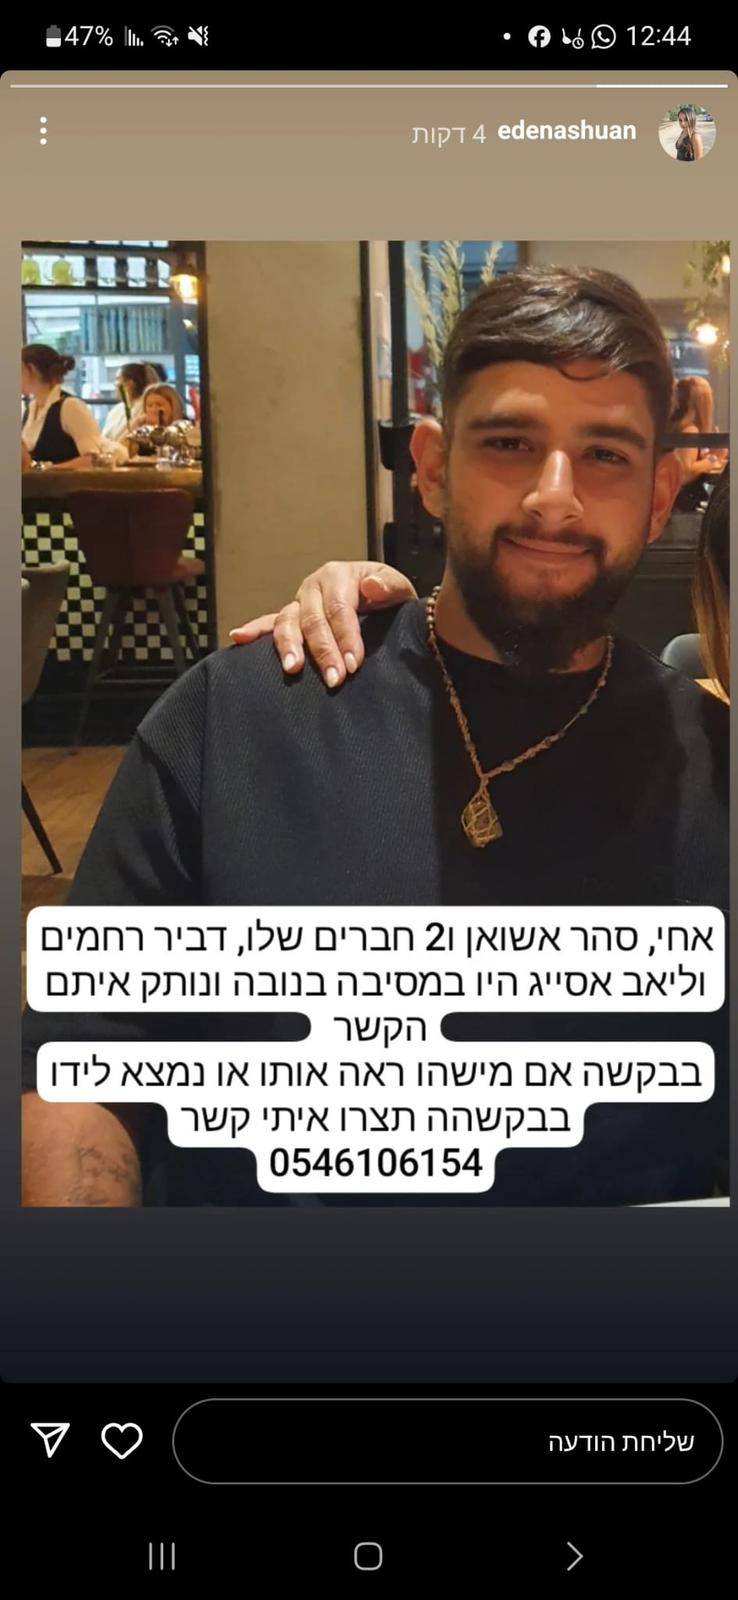 47%
12:44
edenashuan 4 דקות
אחי, סהר אשואן ו2 חברים שלו, דביר רחמים
וליאב אסייג היו במסיבה בנובה ונותק איתם
הקשר
בבקשה אם מישהו ראה אותו או נמצא לידו
בבקשהה תצרו איתי קשר
0546106154
שליחת הודעה